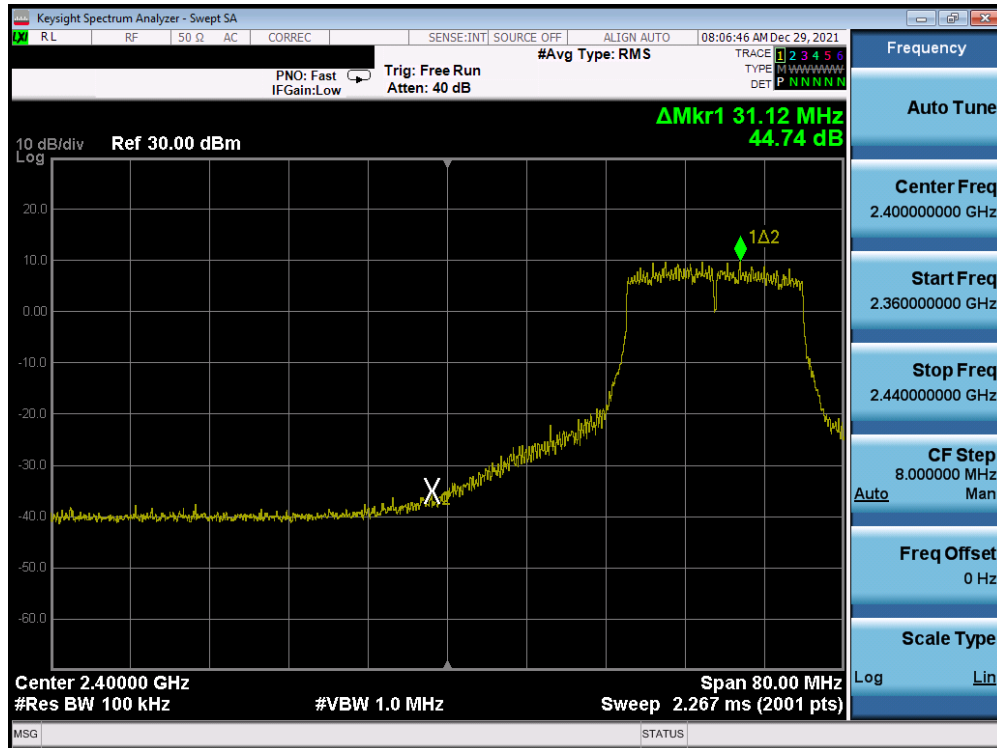 Keysight Spectrum Analyzer - Swept SA
LXI RL RF 50 Ω AC CORREC SENSE:INT SOURCE OFF ALIGN AUTO 08:06:46 AM Dec 29, 2021
#Avg Type: RMS
TRACE 1 2 3 4 5 6
TYPE M WWWWW
DET P N N N N N
PNO: Fast
IFGain:Low
Trig: Free Run
Atten: 40 dB
ΔMkr1 31.12 MHz
44.74 dB
10 dB/div
Log
Ref 30.00 dBm
20.0
10.0
0.00
-10.0
-20.0
-30.0
-40.0
-50.0
-60.0
1Δ2
X
Center 2.40000 GHz
Span 80.00 MHz
#Res BW 100 kHz
#VBW 1.0 MHz
Sweep 2.267 ms (2001 pts)
MSG
STATUS
Frequency
Auto Tune
Center Freq
2.400000000 GHz
Start Freq
2.360000000 GHz
Stop Freq
2.440000000 GHz
CF Step
8.000000 MHz
Auto Man
Freq Offset
0 Hz
Scale Type
Log Lin